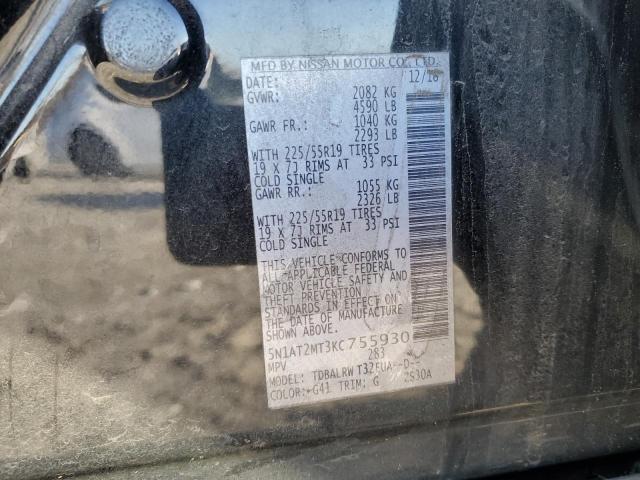 MFD BY NISSAN MOTOR CO., LTD.
DATE: 12/18
GVWR: 2082 KG
4590 LB
GAWR FR.: 1040 KG
2293 LB
WITH 225/55R19 TIRES
19 X 7J RIMS AT 33 PSI
COLD SINGLE
GAWR RR.: 1055 KG
2326 LB
WITH 225/55R19 TIRES
19 X 7J RIMS AT 33 PSI
COLD SINGLE
THIS VEHICLE CONFORMS TO
ALL APPLICABLE FEDERAL
MOTOR VEHICLE SAFETY AND
THEFT PREVENTION
STANDARDS IN EFFECT ON
THE DATE OF MANUFACTURE
SHOWN ABOVE.
5N1AT2MT3KC755930
MPV 283
MODEL: TDBALRW T32EUA--D--
COLOR: G41 TRIM: G 2S30A